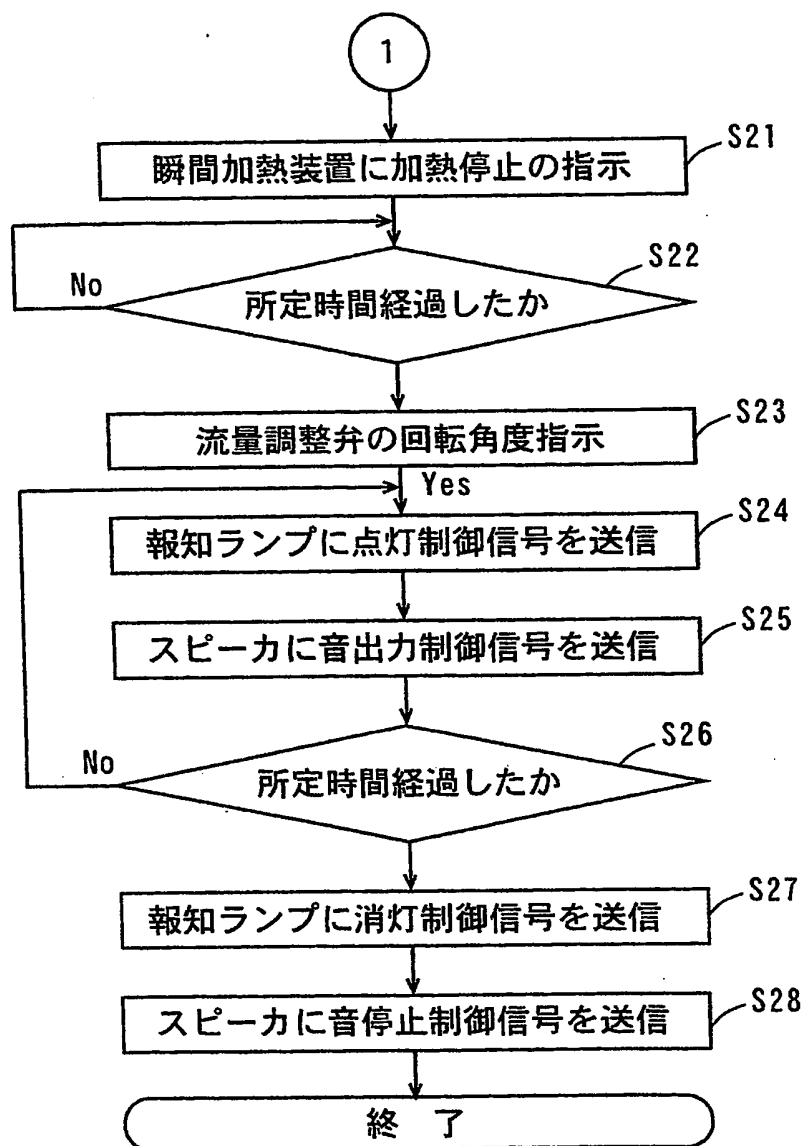 1
S21
瞬間加熱装置に加熱停止の指示
S22
No
所定時間経過したか
S23
流量調整弁の回転角度指示
Yes
S24
報知ランプに点灯制御信号を送信
S25
スピーカに音出力制御信号を送信
S26
No
所定時間経過したか
S27
報知ランプに消灯制御信号を送信
S28
スピーカに音停止制御信号を送信
終 了